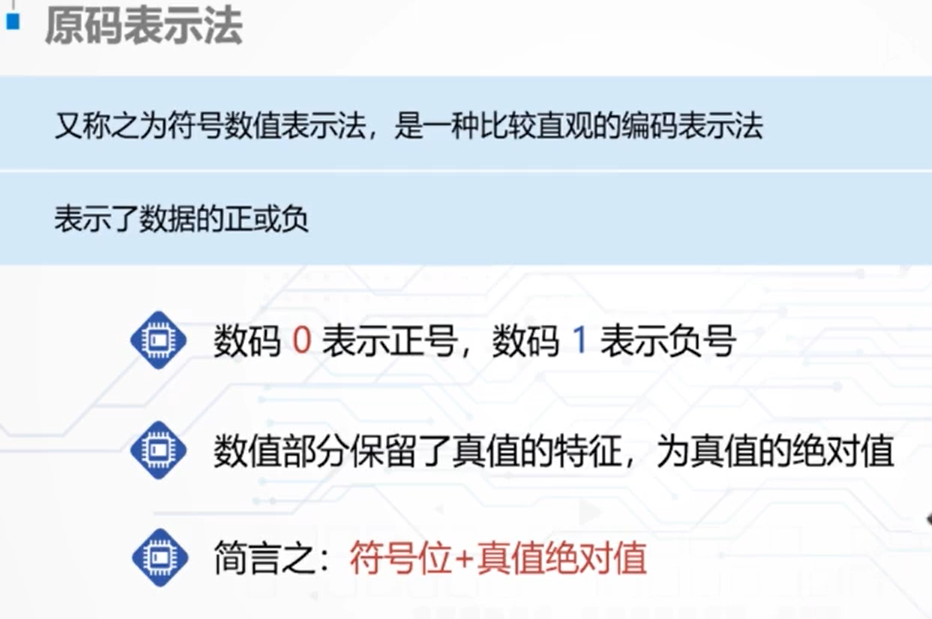 原码表示法
又称之为符号数值表示法，是一种比较直观的编码表示法
表示了数据的正或负
数码 0 表示正号，数码 1 表示负号
数值部分保留了真值的特征，为真值的绝对值
简言之：符号位+真值绝对值